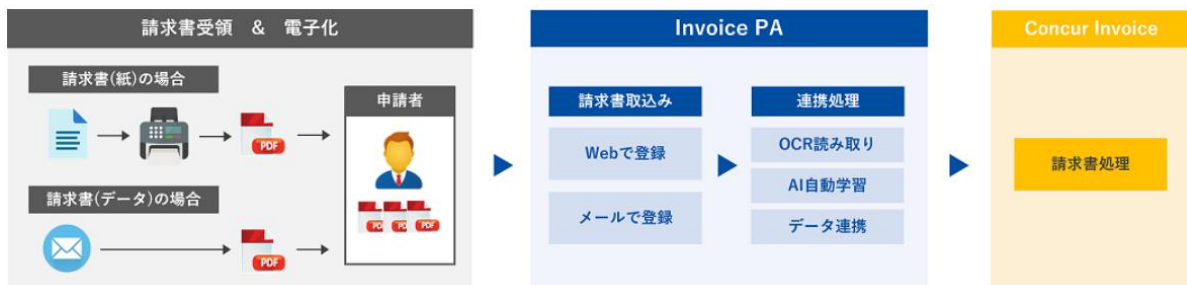 請求書受領 & 電子化
請求書(紙)の場合
PDF
申請者
PDF
PDF
PDF
請求書(データ)の場合
PDF
Invoice PA
請求書取込み
Webで登録
メールで登録
連携処理
OCR読み取り
AI自動学習
データ連携
Concur Invoice
請求書処理